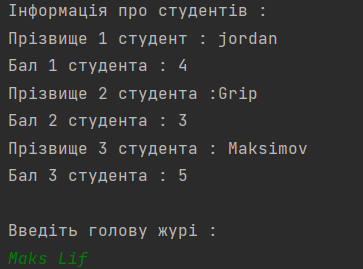 Інформація про студентів :
Прізвище 1 студент : jordan
Бал 1 студента : 4
Прізвище 2 студента :Grip
Бал 2 студента : 3
Прізвище 3 студента : Maksimov
Бал 3 студента : 5
Введіть голову журі :
Maks Lif